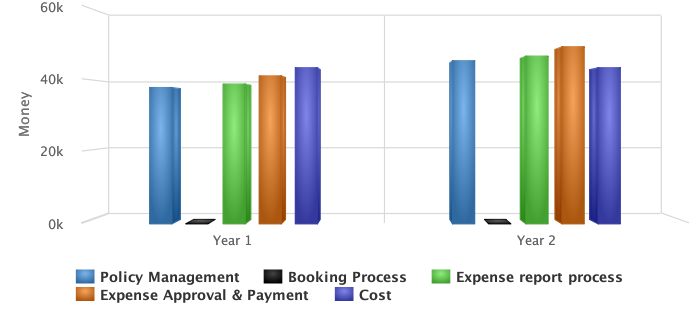 60k
40k
20k
0k
Money
Year 1
Year 2
Policy Management
Booking Process
Expense report process
Expense Approval & Payment
Cost